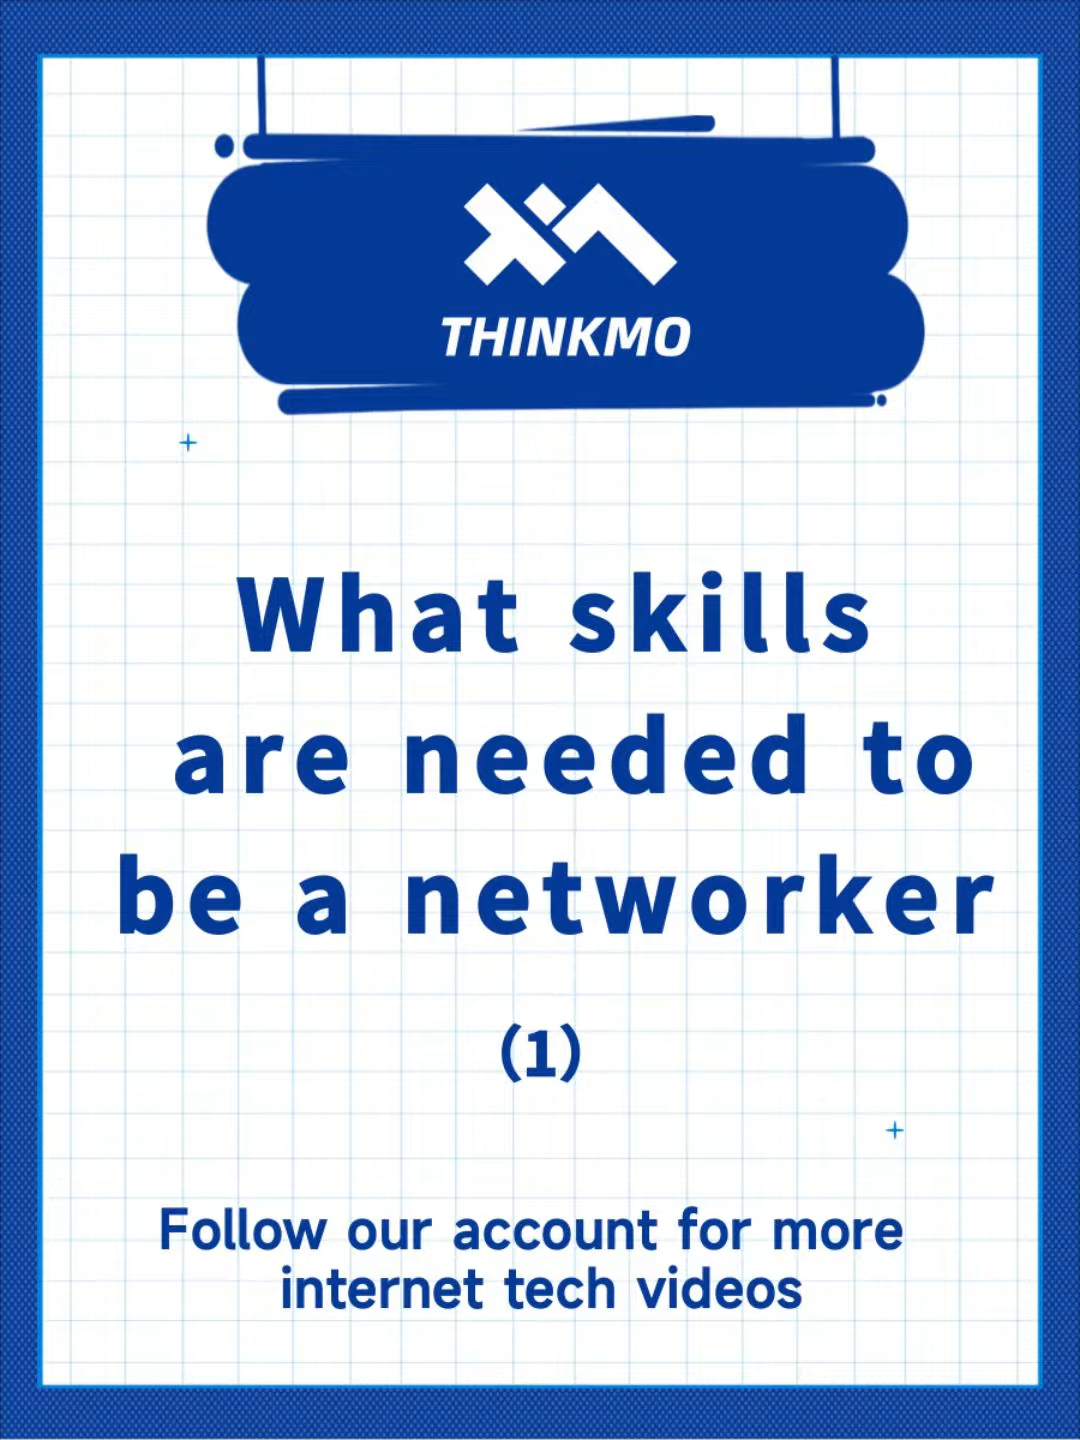 THINKMO
What skills
are needed to
be a networker
(1)
Follow our account for more
internet tech videos